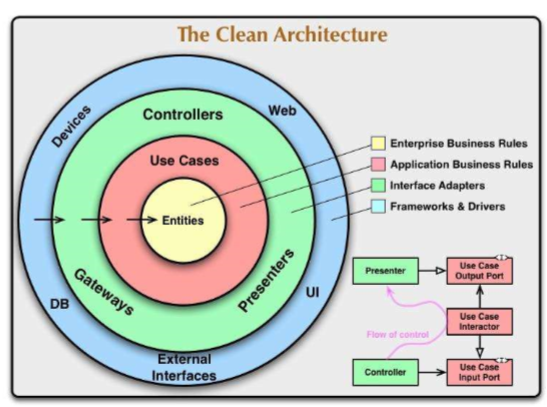 The Clean Architecture
Devices
Web
Controllers
Use Cases
Entities
Gateways
Presenters
DB
UI
External
Interfaces
Enterprise Business Rules
Application Business Rules
Interface Adapters
Frameworks & Drivers
Presenter
Use Case
Output Port
Use Case
Interactor
Flow of control
Controller
Use Case
Input Port